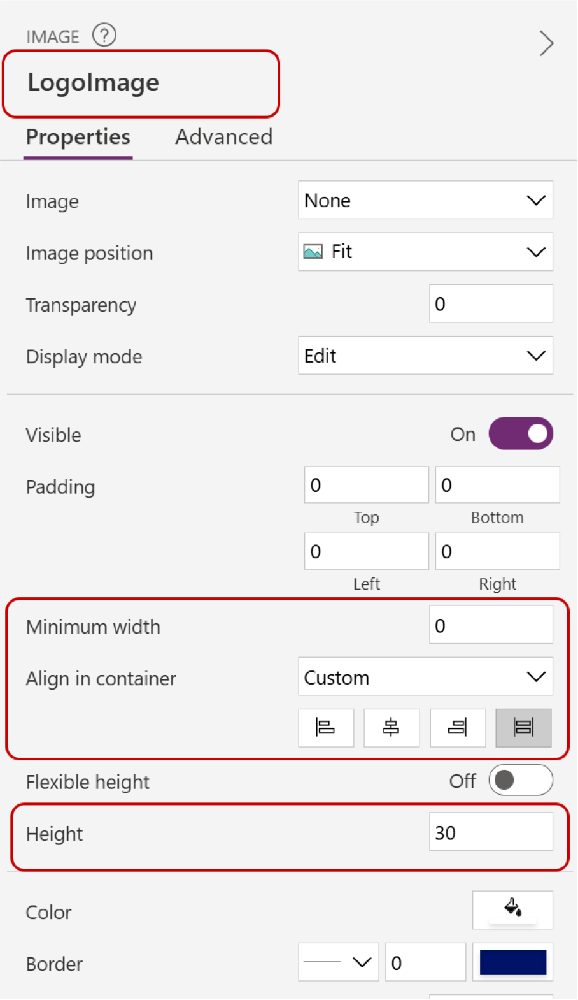 IMAGE ?
LogoImage
Properties Advanced
Image None
Image position Fit
Transparency 0
Display mode Edit
Visible On
Padding 0 0
Top Bottom
0 0
Left Right
Minimum width 0
Align in container Custom
Flexible height Off
Height 30
Color
Border 0